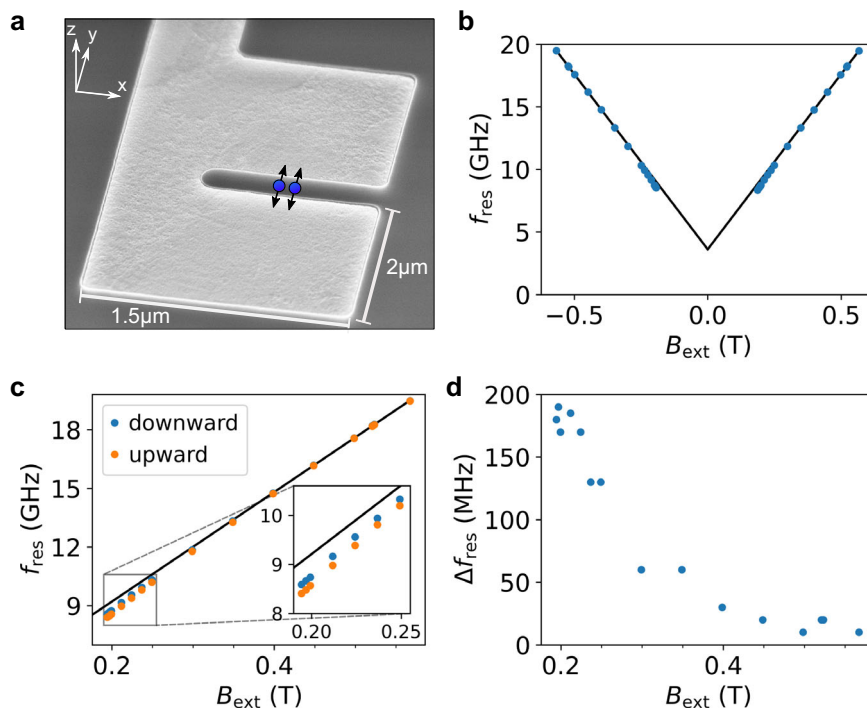 a
z
y
x
2μm
1.5μm
b
20
15
10
5
0
f_res (GHz)
−0.5
0.0
0.5
B_ext (T)
c
downward
upward
18
15
12
9
f_res (GHz)
10
9
8
0.20
0.25
0.2
0.4
B_ext (T)
d
200
150
100
50
0
Δf_res (MHz)
0.2
0.4
B_ext (T)